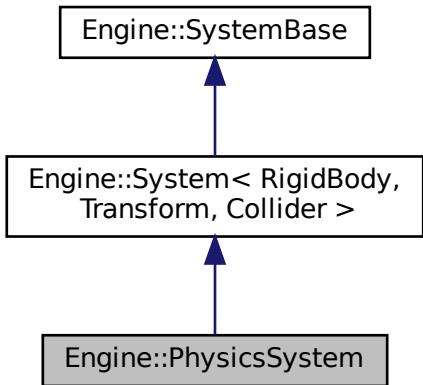 Engine::SystemBase
Engine::System< RigidBody,
Transform, Collider >
Engine::PhysicsSystem